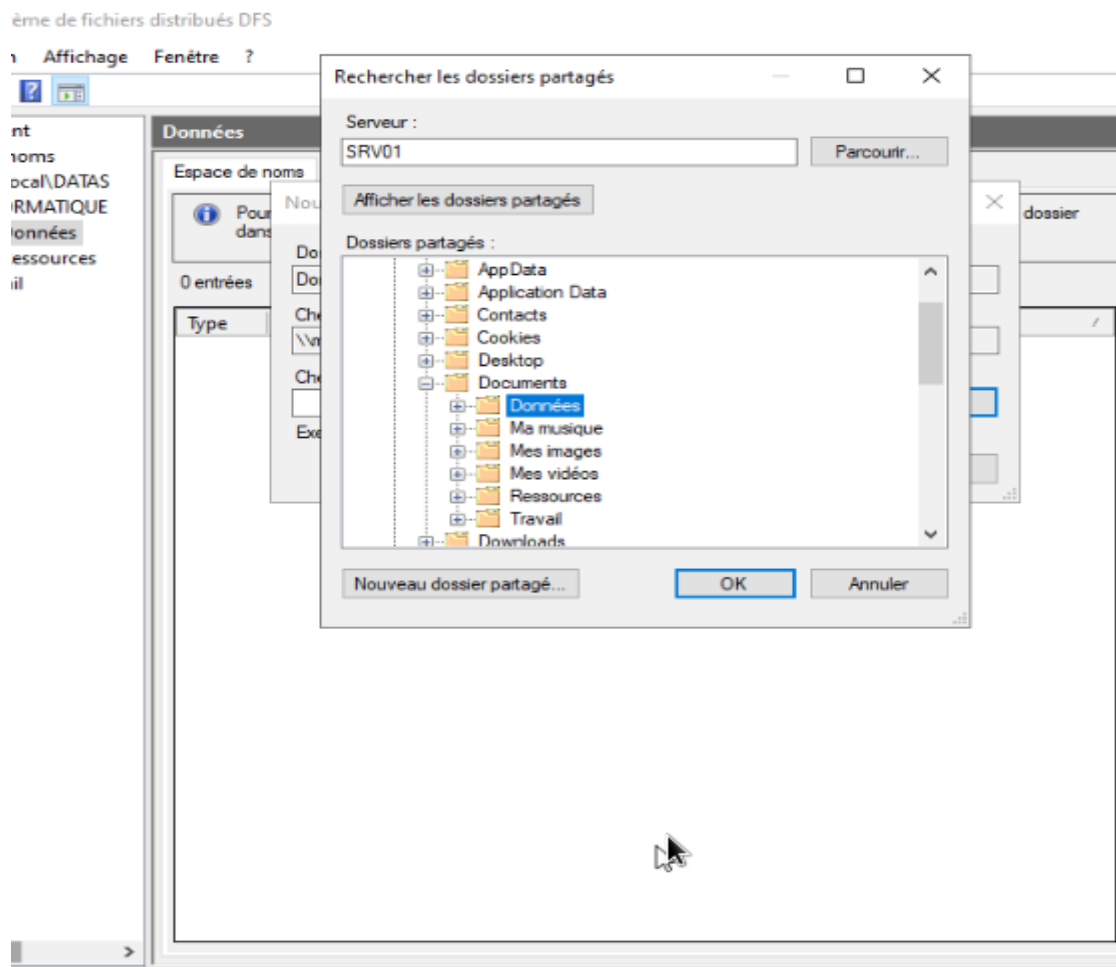 ème de fichiers distribués DFS
n Affichage Fenêtre ?
nt
noms
ocal\DATAS
RMATIQUE
onnées
essources
il
Données
Espace de noms
Pour
dans
dossier
0 entrées
Type
Nou
Do
Do
Che
\\m
Che
Exe
Rechercher les dossiers partagés
Serveur :
SRV01
Parcourir...
Afficher les dossiers partagés
Dossiers partagés :
AppData
Application Data
Contacts
Cookies
Desktop
Documents
Données
Ma musique
Mes images
Mes vidéos
Ressources
Travail
Downloads
Nouveau dossier partagé...
OK
Annuler